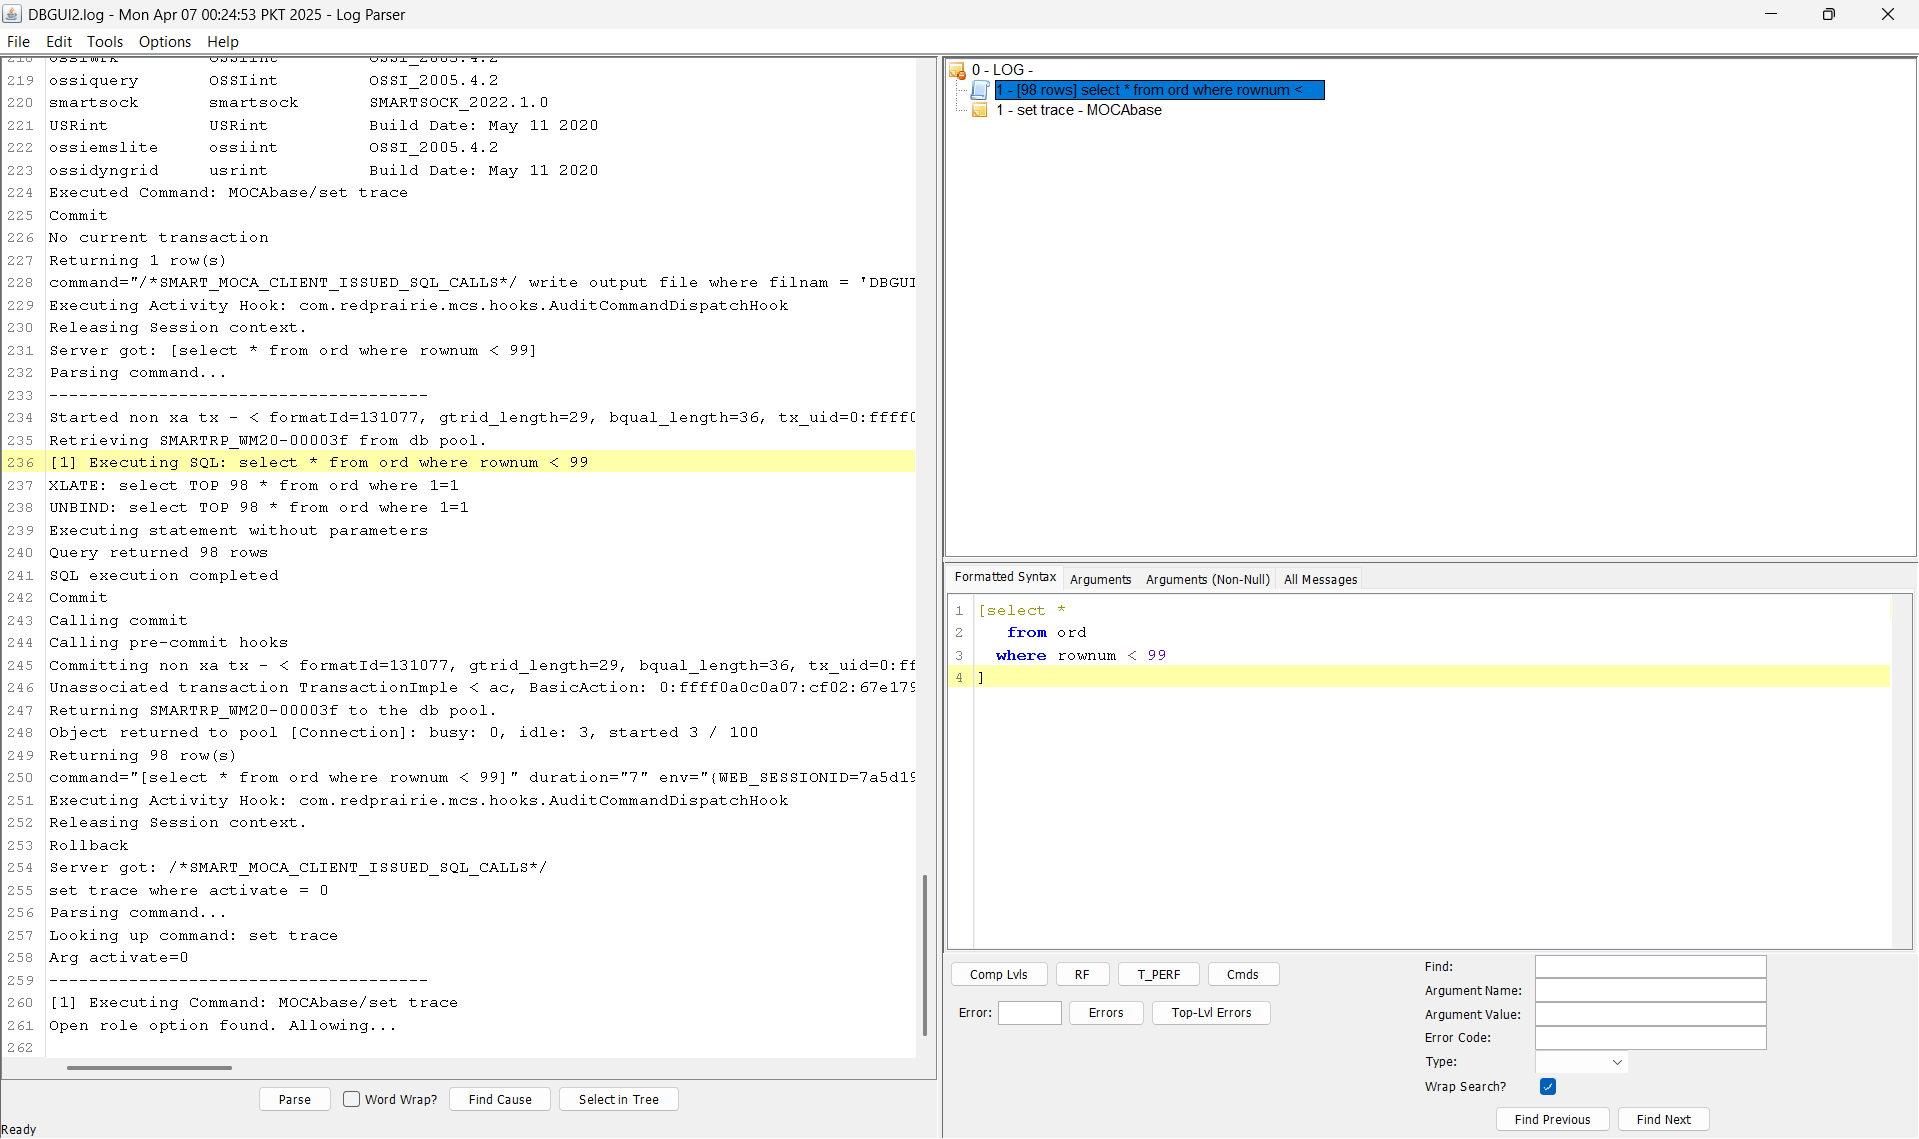 DBGUI2.log - Mon Apr 07 00:24:53 PKT 2025 - Log Parser
File Edit Tools Options Help
219 ossiquery OSSIint OSSI_2005.4.2
220 smartsock smartsock SMARTSOCK_2022.1.0
221 USRint USRint Build Date: May 11 2020
222 ossiemslite ossiint OSSI_2005.4.2
223 ossidyngrid usrint Build Date: May 11 2020
224 Executed Command: MOCAbase/set trace
225 Commit
226 No current transaction
227 Returning 1 row(s)
228 command="/*SMART_MOCA_CLIENT_ISSUED_SQL_CALLS*/ write output file where filnam = 'DBGUI
229 Executing Activity Hook: com.redprairie.mcs.hooks.AuditCommandDispatchHook
230 Releasing Session context.
231 Server got: [select * from ord where rownum < 99]
232 Parsing command...
233 --------------------------------------
234 Started non xa tx - < formatId=131077, gtrid_length=29, bqual_length=36, tx_uid=0:ffff0
235 Retrieving SMARTRP_WM20-00003f from db pool.
236 [1] Executing SQL: select * from ord where rownum < 99
237 XLATE: select TOP 98 * from ord where 1=1
238 UNBIND: select TOP 98 * from ord where 1=1
239 Executing statement without parameters
240 Query returned 98 rows
241 SQL execution completed
242 Commit
243 Calling commit
244 Calling pre-commit hooks
245 Committing non xa tx - < formatId=131077, gtrid_length=29, bqual_length=36, tx_uid=0:ff
246 Unassociated transaction TransactionImple < ac, BasicAction: 0:ffff0a0c0a07:cf02:67e179
247 Returning SMARTRP_WM20-00003f to the db pool.
248 Object returned to pool [Connection]: busy: 0, idle: 3, started 3 / 100
249 Returning 98 row(s)
250 command="[select * from ord where rownum < 99]" duration="7" env="{WEB_SESSIONID=7a5d19
251 Executing Activity Hook: com.redprairie.mcs.hooks.AuditCommandDispatchHook
252 Releasing Session context.
253 Rollback
254 Server got: /*SMART_MOCA_CLIENT_ISSUED_SQL_CALLS*/
255 set trace where activate = 0
256 Parsing command...
257 Looking up command: set trace
258 Arg activate=0
259 --------------------------------------
260 [1] Executing Command: MOCAbase/set trace
261 Open role option found. Allowing...
262
Parse Word Wrap? Find Cause Select in Tree
Ready
0 - LOG -
1 - [98 rows] select * from ord where rownum <
1 - set trace - MOCAbase
Formatted Syntax Arguments Arguments (Non-Null) All Messages
1 [select *
2 from ord
3 where rownum < 99
4 ]
Comp Lvls RF T_PERF Cmds
Error: Errors Top-Lvl Errors
Find:
Argument Name:
Argument Value:
Error Code:
Type:
Wrap Search?
Find Previous Find Next